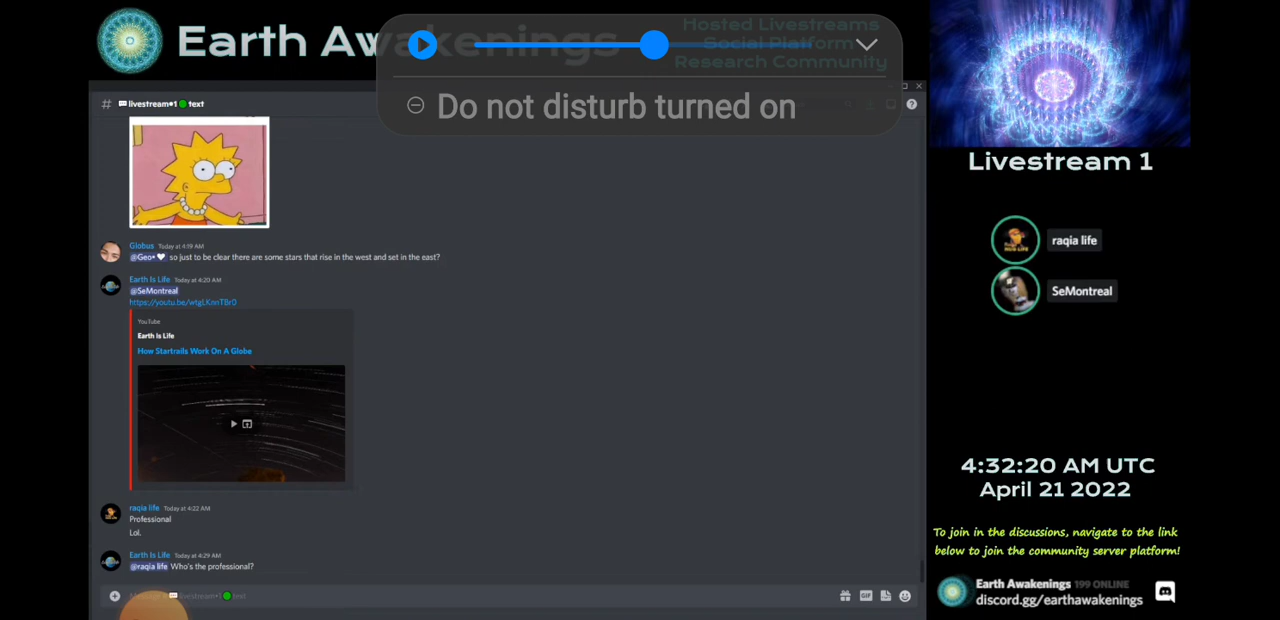 Earth Awakenings
Hosted Livestreams
Social Platform
Research Community
Do not disturb turned on
# livestream•1 text
Globus Today at 4:19 AM
@Geo• so just to be clear there are some stars that rise in the west and set in the east?
Earth Is Life Today at 4:20 AM
@SeMontreal
YouTube
Earth Is Life
How Startrails Work On A Globe
raqia life Today at 4:22 AM
Professional
Lol.
Earth Is Life Today at 4:29 AM
@raqia life Who's the professional?
GIF
Livestream 1
raqia life
SeMontreal
4:32:20 AM UTC
April 21 2022
To join in the discussions, navigate to the link
below to join the community server platform!
Earth Awakenings 199 ONLINE
discord.gg/earthawakenings